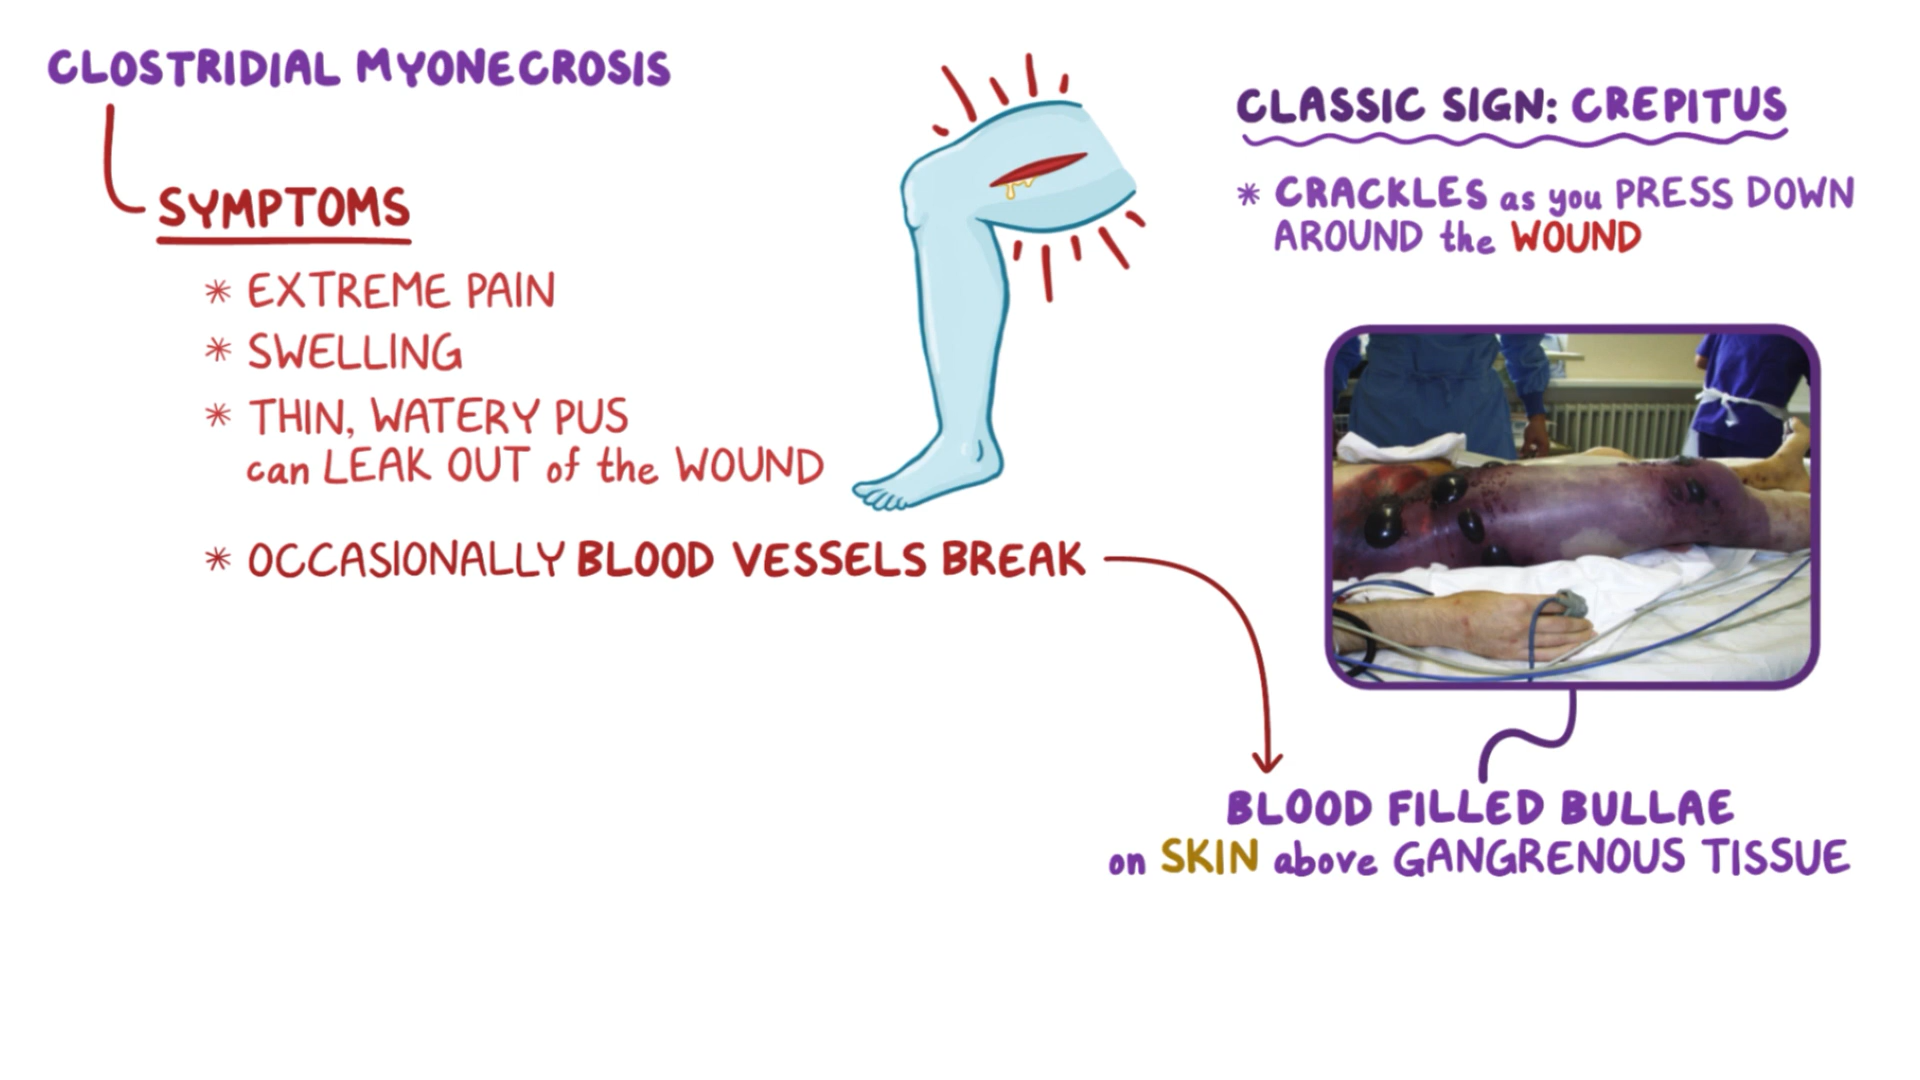 CLOSTRIDIAL MYONECROSIS
SYMPTOMS
* EXTREME PAIN
* SWELLING
* THIN, WATERY PUS
can LEAK OUT of the WOUND
* OCCASIONALLY BLOOD VESSELS BREAK
CLASSIC SIGN: CREPITUS
* CRACKLES as you PRESS DOWN
AROUND the WOUND
BLOOD FILLED BULLAE
on SKIN above GANGRENOUS TISSUE